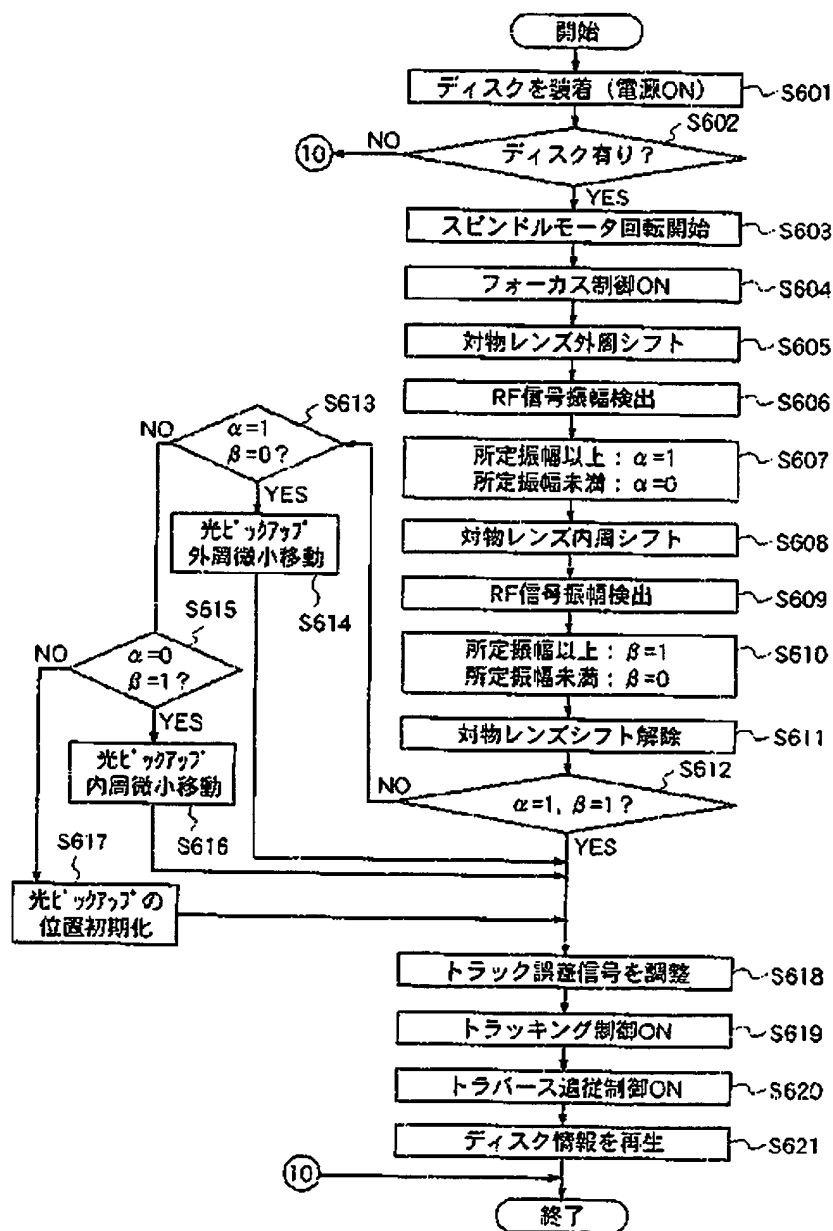 開始
ディスクを装着（電源ON）
S601
S602
NO
ディスク有り？
10
YES
スピンドルモータ回転開始
S603
フォーカス制御ON
S604
対物レンズ外周シフト
S605
RF信号振幅検出
S606
所定振幅以上：α=1
所定振幅未満：α=0
S607
対物レンズ内周シフト
S608
RF信号振幅検出
S609
所定振幅以上：β=1
所定振幅未満：β=0
S610
対物レンズシフト解除
S611
S612
NO
α=1, β=1？
YES
S613
NO
α=1
β=0？
YES
光ピックアップ
外周微小移動
S614
S615
NO
α=0
β=1？
YES
光ピックアップ
内周微小移動
S616
S617
光ピックアップの
位置初期化
トラック誤差信号を調整
S618
トラッキング制御ON
S619
トラバース追従制御ON
S620
ディスク情報を再生
S621
10
終了